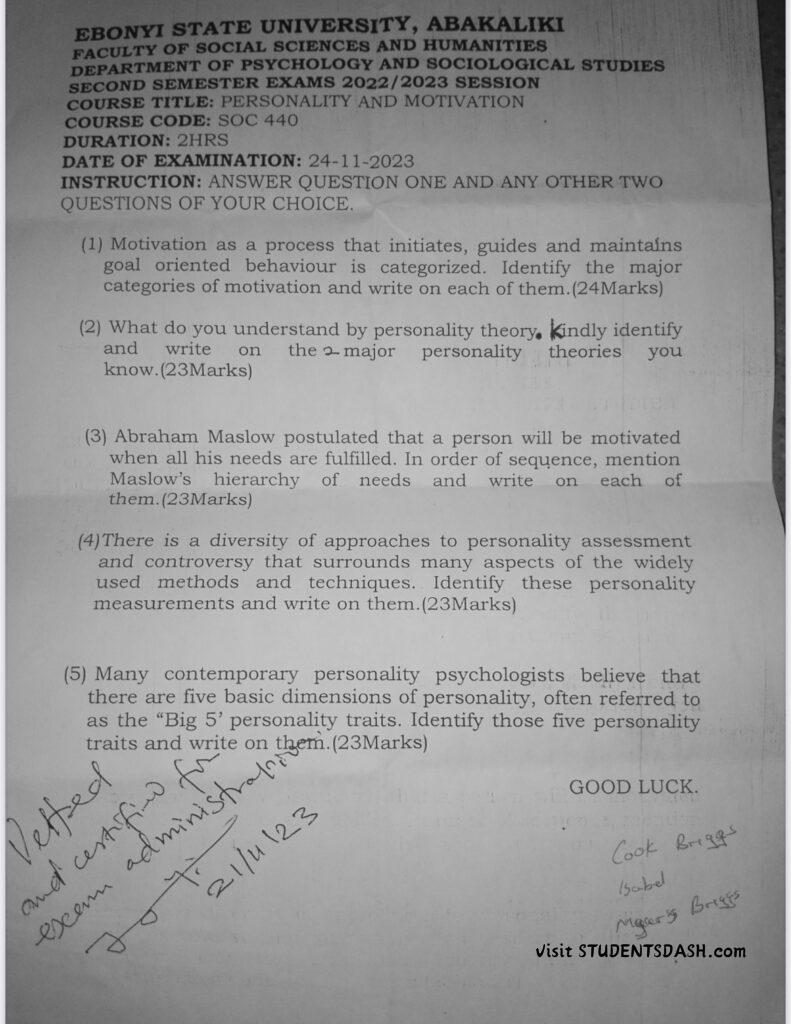 EBONYI STATE UNIVERSITY, ABAKALIKI
FACULTY OF SOCIAL SCIENCES AND HUMANITIES
DEPARTMENT OF PSYCHOLOGY AND SOCIOLOGICAL STUDIES
SECOND SEMESTER EXAMS 2022/2023 SESSION
COURSE TITLE: PERSONALITY AND MOTIVATION
COURSE CODE: SOC 440
DURATION: 2HRS
DATE OF EXAMINATION: 24-11-2023
INSTRUCTION: ANSWER QUESTION ONE AND ANY OTHER TWO
QUESTIONS OF YOUR CHOICE.
(1) Motivation as a process that initiates, guides and maintains
goal oriented behaviour is categorized. Identify the major
categories of motivation and write on each of them.(24Marks)
(2) What do you understand by personality theory. Kindly identify
and write on the 2 major personality theories you
know.(23Marks)
(3) Abraham Maslow postulated that a person will be motivated
when all his needs are fulfilled. In order of sequence, mention
Maslow's hierarchy of needs and write on each of
them.(23Marks)
(4)There is a diversity of approaches to personality assessment
and controversy that surrounds many aspects of the widely
used methods and techniques. Identify these personality
measurements and write on them.(23Marks)
(5) Many contemporary personality psychologists believe that
there are five basic dimensions of personality, often referred to
as the "Big 5' personality traits. Identify those five personality
traits and write on them.(23Marks)
GOOD LUCK.
Vetted
and certified for
exam administration
21/11/23
Cook Briggs
Isabel
Myers Briggs
visit STUDENTSDASH.com